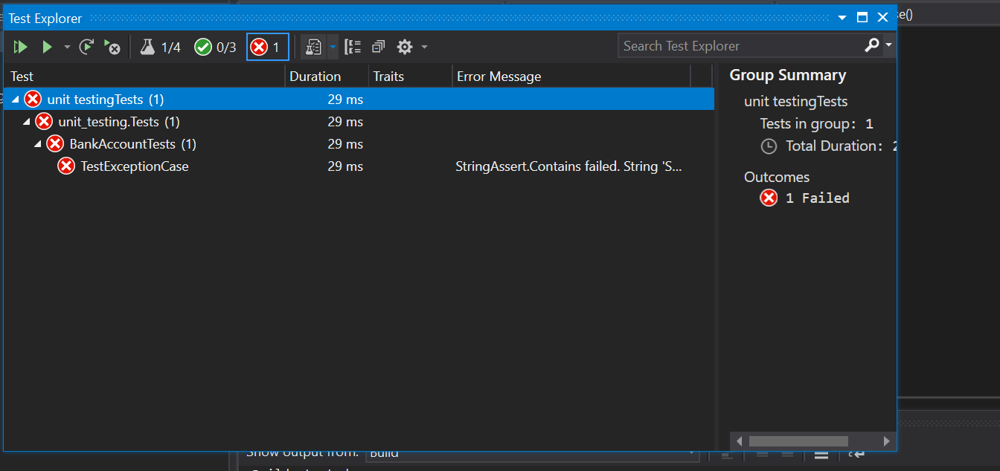 Test Explorer
se()
1/4 0/3 1
Search Test Explorer
Test Duration Traits Error Message
unit testingTests (1) 29 ms
unit_testing.Tests (1) 29 ms
BankAccountTests (1) 29 ms
TestExceptionCase 29 ms StringAssert.Contains failed. String 'S...
Group Summary
unit testingTests
Tests in group: 1
Total Duration: 2
Outcomes
1 Failed
Show output from: Build